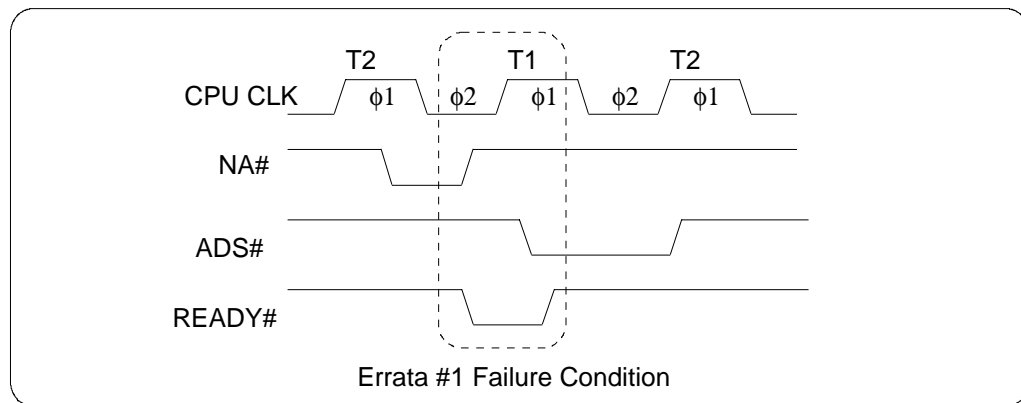 T2 T1 T2
CPU CLK ϕ1 ϕ2 ϕ1 ϕ2 ϕ1
NA#
ADS#
READY#
Errata #1 Failure Condition